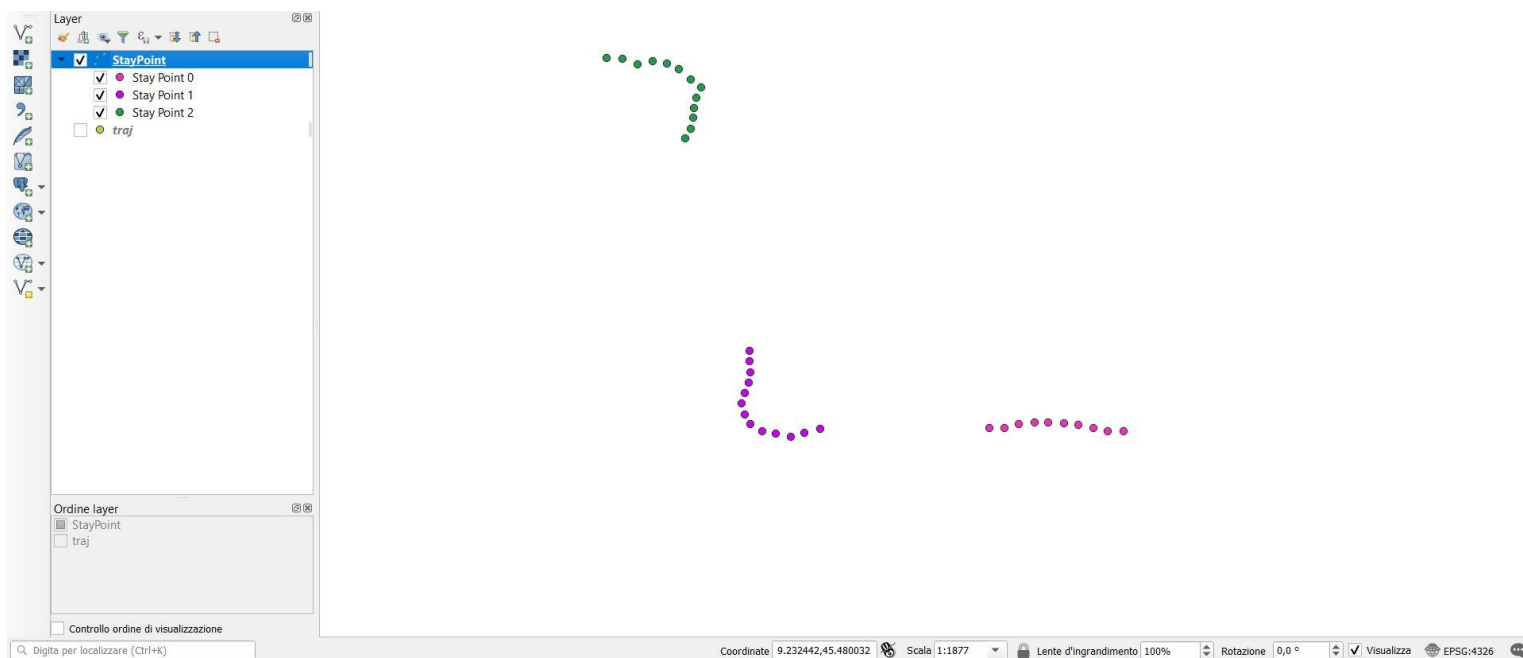 Layer
StayPoint
Stay Point 0
Stay Point 1
Stay Point 2
traj
Ordine layer
StayPoint
traj
Controllo ordine di visualizzazione
Digita per localizzare (Ctrl+K)
Coordinate 9.232442,45.480032 Scala 1:1877 Lente d'ingrandimento 100% Rotazione 0,0 ° Visualizza EPSG:4326